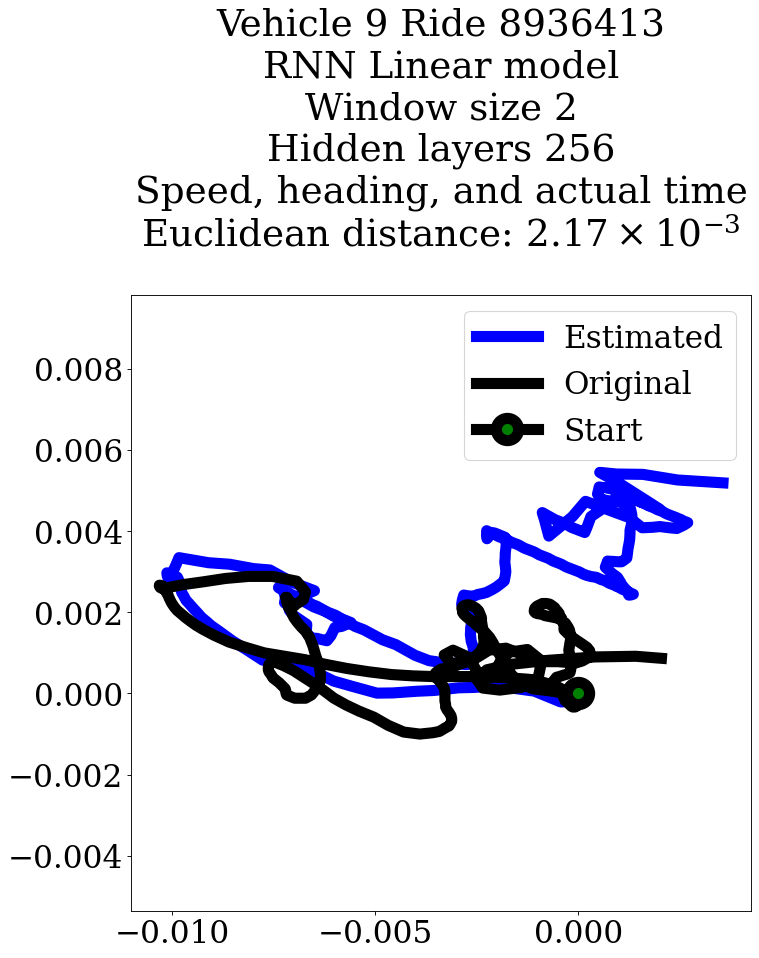 Vehicle 9 Ride 8936413
RNN Linear model
Window size 2
Hidden layers 256
Speed, heading, and actual time
Euclidean distance: 2.17 × 10⁻³
Estimated
Original
Start
0.008
0.006
0.004
0.002
0.000
−0.002
−0.004
−0.010
−0.005
0.000